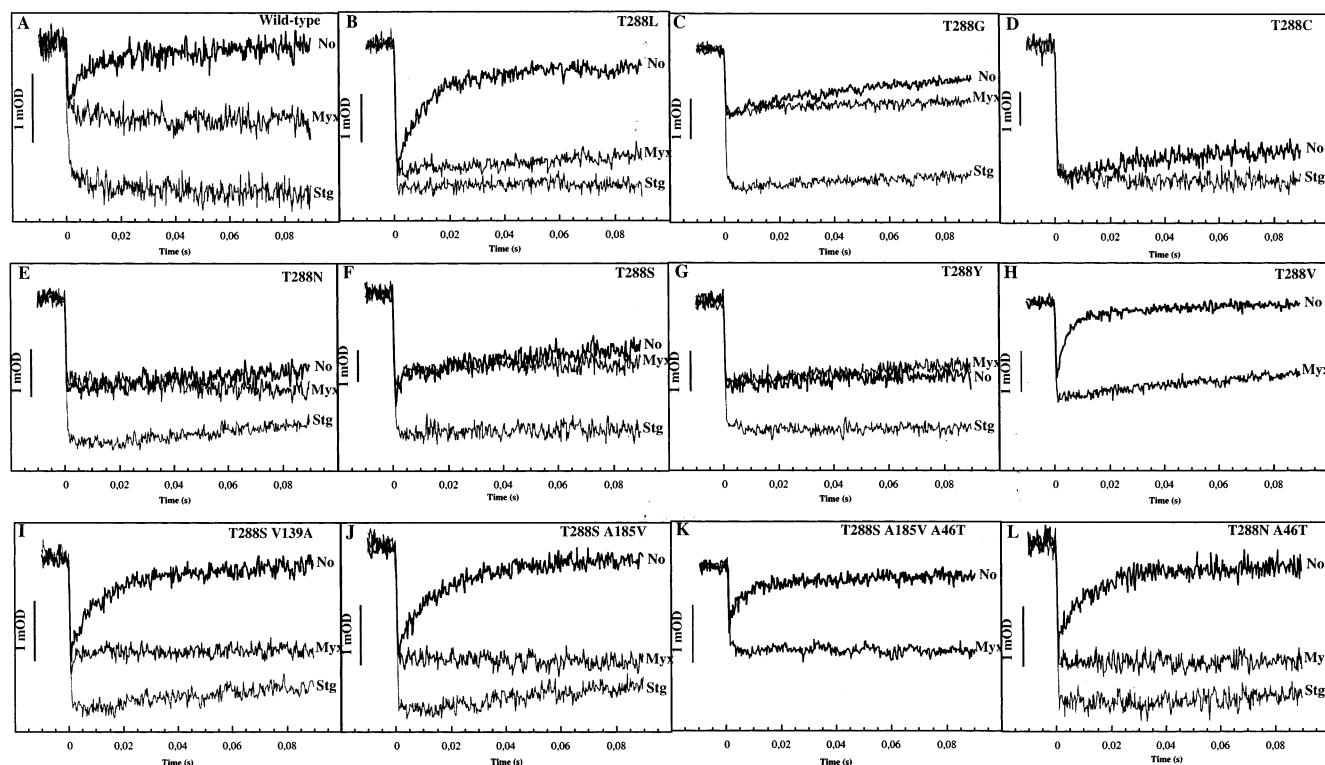 A Wild-type
No
Myx
Stg
1 mOD
0 0,02 0,04 0,06 0,08
Time (s)
B T288L
No
Myx
Stg
1 mOD
0 0,02 0,04 0,06 0,08
Time (s)
C T288G
No
Myx
Stg
1 mOD
0 0,02 0,04 0,06 0,08
Time (s)
D T288C
No
Stg
1 mOD
0 0,02 0,04 0,06 0,08
Time (s)
E T288N
No
Myx
Stg
1 mOD
0 0,02 0,04 0,06 0,08
Time (s)
F T288S
No
Myx
Stg
1 mOD
0 0,02 0,04 0,06 0,08
Time (s)
G T288Y
Myx
No
Stg
1 mOD
0 0,02 0,04 0,06 0,08
Time (s)
H T288V
No
Myx
1 mOD
0 0,02 0,04 0,06 0,08
Time (s)
I T288S V139A
No
Myx
Stg
1 mOD
0 0,02 0,04 0,06 0,08
Time (s)
J T288S A185V
No
Myx
Stg
1 mOD
0 0,02 0,04 0,06 0,08
Time (s)
K T288S A185V A46T
No
Myx
1 mOD
0 0,02 0,04 0,06 0,08
Time (s)
L T288N A46T
No
My
Stg
1 mOD
0 0,02 0,04 0,06 0,08
Time (s)